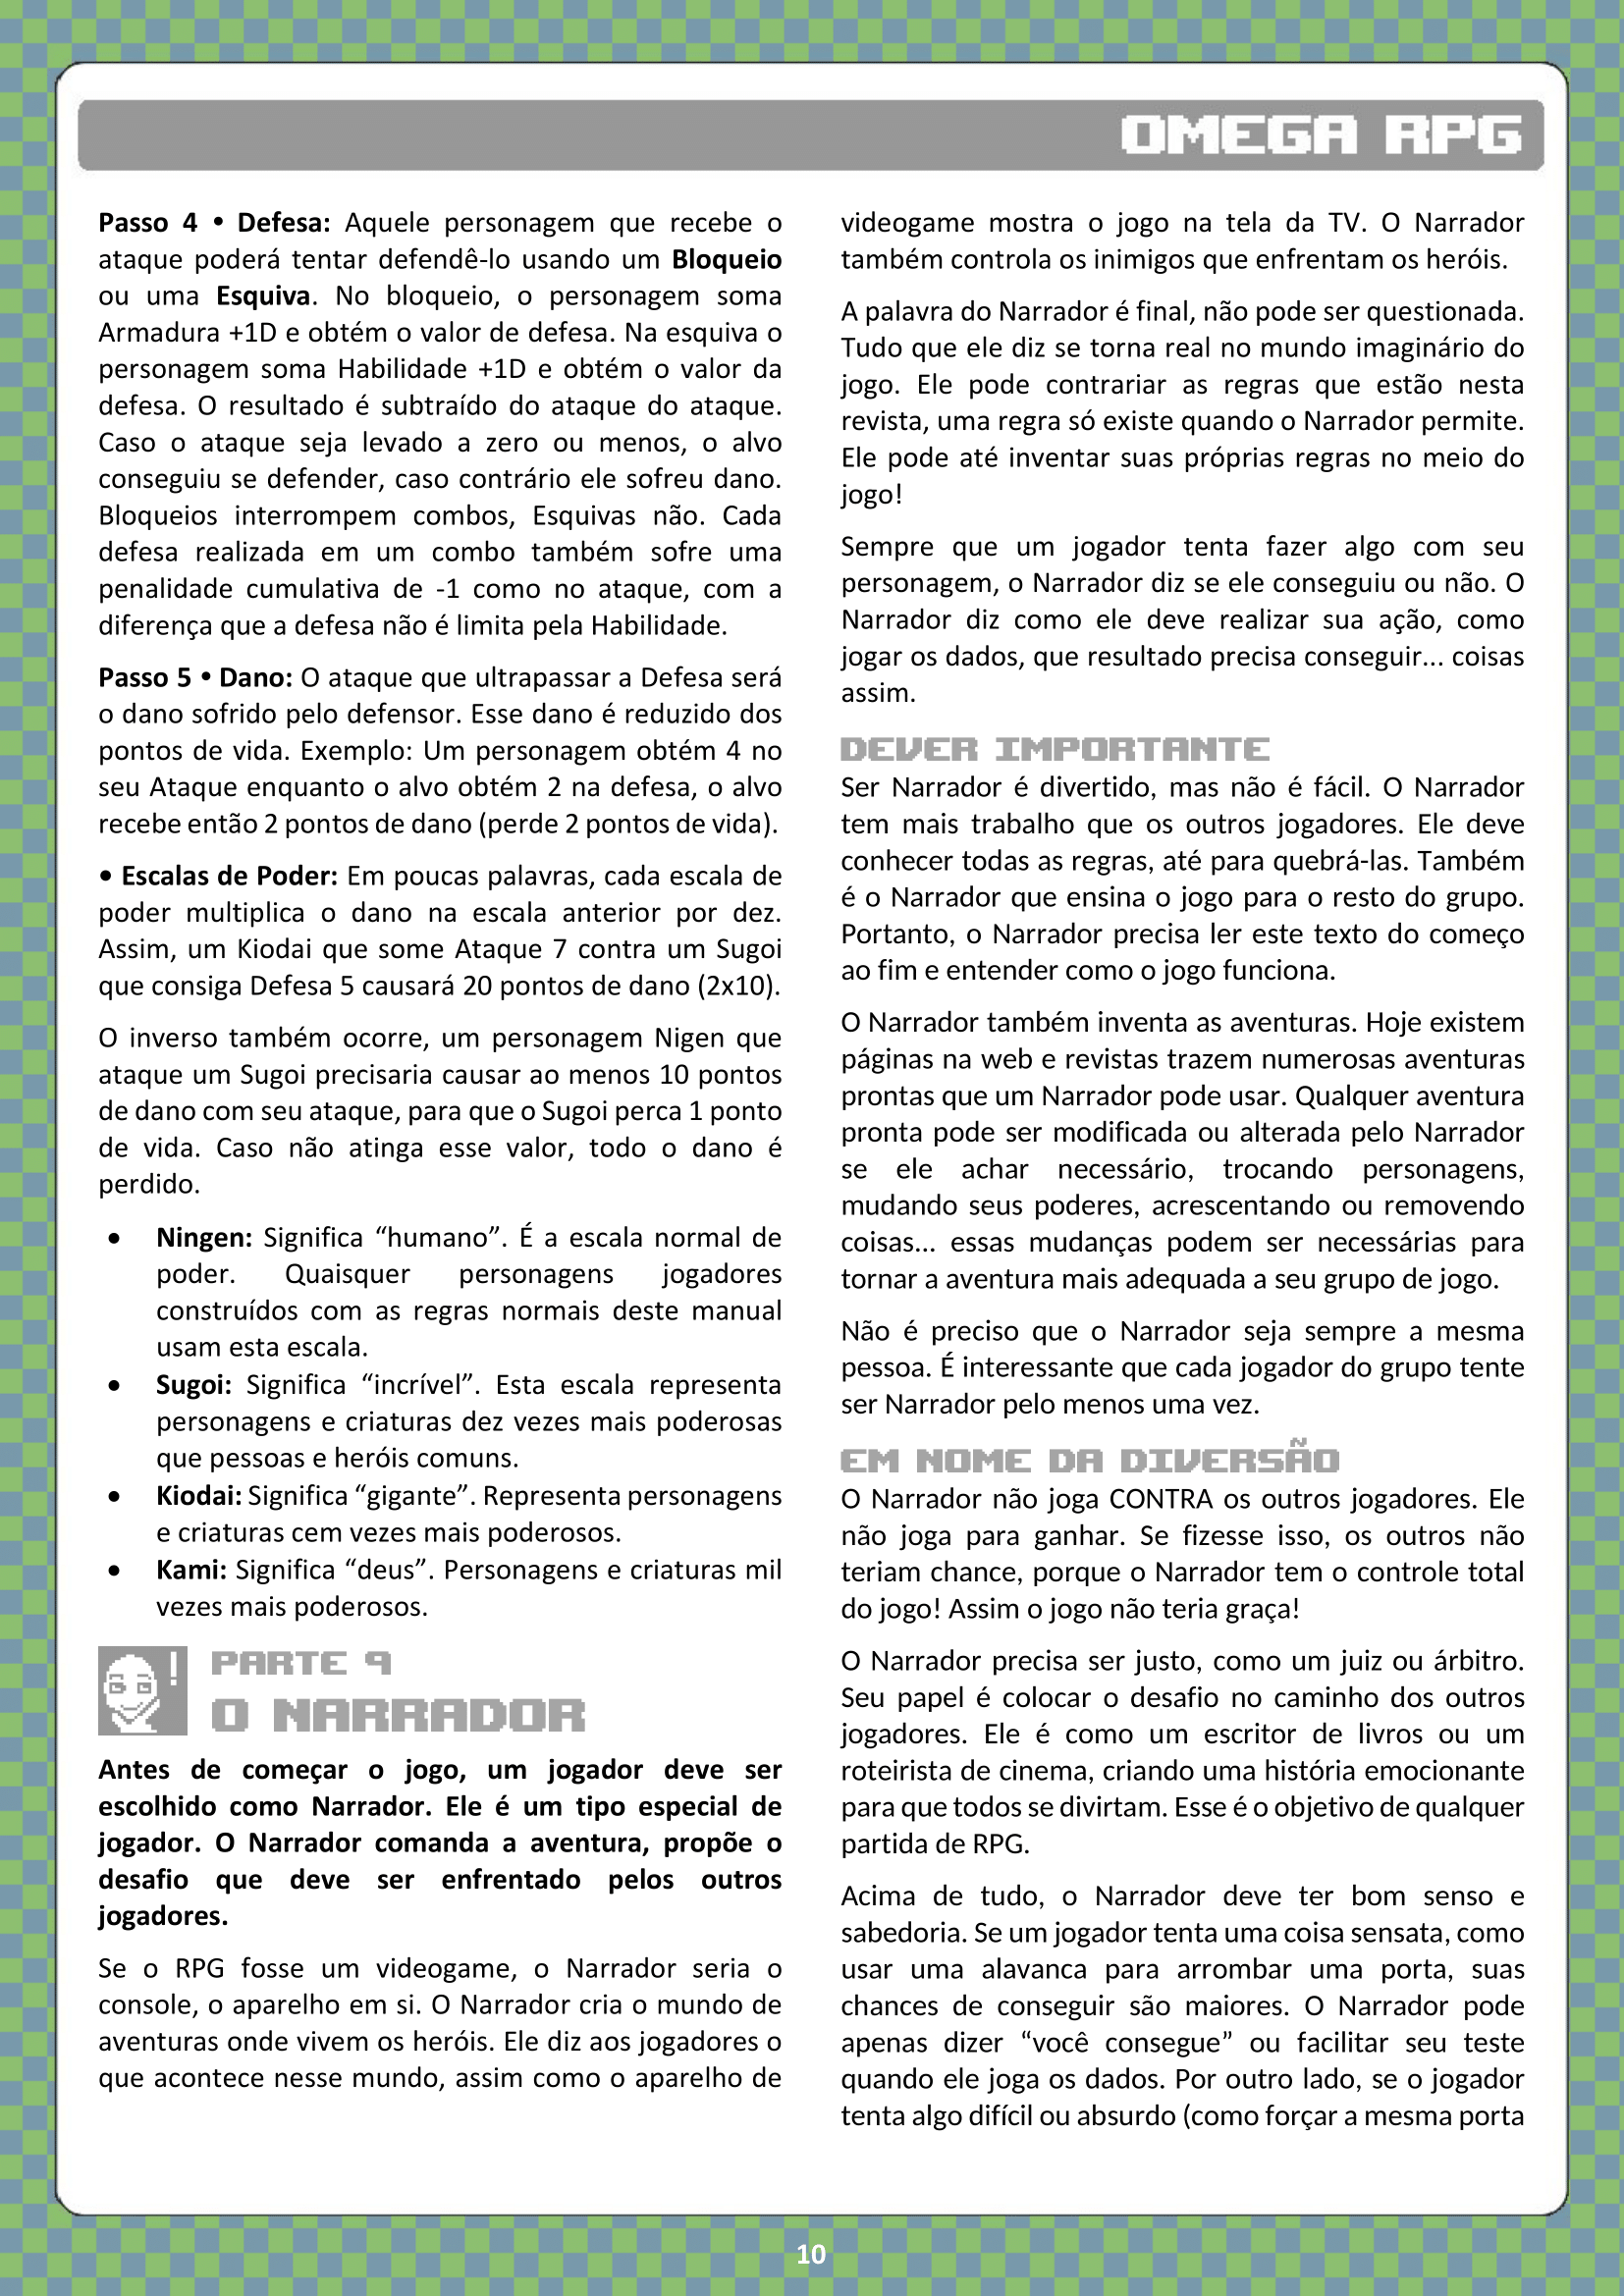 OMEGA RPG
Passo 4 • Defesa: Aquele personagem que recebe o
ataque poderá tentar defendê-lo usando um Bloqueio
ou uma Esquiva. No bloqueio, o personagem soma
Armadura +1D e obtém o valor de defesa. Na esquiva o
personagem soma Habilidade +1D e obtém o valor da
defesa. O resultado é subtraído do ataque do ataque.
Caso o ataque seja levado a zero ou menos, o alvo
conseguiu se defender, caso contrário ele sofreu dano.
Bloqueios interrompem combos, Esquivas não. Cada
defesa realizada em um combo também sofre uma
penalidade cumulativa de -1 como no ataque, com a
diferença que a defesa não é limita pela Habilidade.
Passo 5 • Dano: O ataque que ultrapassar a Defesa será
o dano sofrido pelo defensor. Esse dano é reduzido dos
pontos de vida. Exemplo: Um personagem obtém 4 no
seu Ataque enquanto o alvo obtém 2 na defesa, o alvo
recebe então 2 pontos de dano (perde 2 pontos de vida).
• Escalas de Poder: Em poucas palavras, cada escala de
poder multiplica o dano na escala anterior por dez.
Assim, um Kiodai que some Ataque 7 contra um Sugoi
que consiga Defesa 5 causará 20 pontos de dano (2x10).
O inverso também ocorre, um personagem Nigen que
ataque um Sugoi precisaria causar ao menos 10 pontos
de dano com seu ataque, para que o Sugoi perca 1 ponto
de vida. Caso não atinga esse valor, todo o dano é
perdido.
• Ningen: Significa “humano”. É a escala normal de
poder. Quaisquer personagens jogadores
construídos com as regras normais deste manual
usam esta escala.
• Sugoi: Significa “incrível”. Esta escala representa
personagens e criaturas dez vezes mais poderosas
que pessoas e heróis comuns.
• Kiodai: Significa “gigante”. Representa personagens
e criaturas cem vezes mais poderosos.
• Kami: Significa “deus”. Personagens e criaturas mil
vezes mais poderosos.
PARTE 9
O NARRADOR
Antes de começar o jogo, um jogador deve ser
escolhido como Narrador. Ele é um tipo especial de
jogador. O Narrador comanda a aventura, propõe o
desafio que deve ser enfrentado pelos outros
jogadores.
Se o RPG fosse um videogame, o Narrador seria o
console, o aparelho em si. O Narrador cria o mundo de
aventuras onde vivem os heróis. Ele diz aos jogadores o
que acontece nesse mundo, assim como o aparelho de
videogame mostra o jogo na tela da TV. O Narrador
também controla os inimigos que enfrentam os heróis.
A palavra do Narrador é final, não pode ser questionada.
Tudo que ele diz se torna real no mundo imaginário do
jogo. Ele pode contrariar as regras que estão nesta
revista, uma regra só existe quando o Narrador permite.
Ele pode até inventar suas próprias regras no meio do
jogo!
Sempre que um jogador tenta fazer algo com seu
personagem, o Narrador diz se ele conseguiu ou não. O
Narrador diz como ele deve realizar sua ação, como
jogar os dados, que resultado precisa conseguir... coisas
assim.
DEVER IMPORTANTE
Ser Narrador é divertido, mas não é fácil. O Narrador
tem mais trabalho que os outros jogadores. Ele deve
conhecer todas as regras, até para quebrá-las. Também
é o Narrador que ensina o jogo para o resto do grupo.
Portanto, o Narrador precisa ler este texto do começo
ao fim e entender como o jogo funciona.
O Narrador também inventa as aventuras. Hoje existem
páginas na web e revistas trazem numerosas aventuras
prontas que um Narrador pode usar. Qualquer aventura
pronta pode ser modificada ou alterada pelo Narrador
se ele achar necessário, trocando personagens,
mudando seus poderes, acrescentando ou removendo
coisas... essas mudanças podem ser necessárias para
tornar a aventura mais adequada a seu grupo de jogo.
Não é preciso que o Narrador seja sempre a mesma
pessoa. É interessante que cada jogador do grupo tente
ser Narrador pelo menos uma vez.
EM NOME DA DIVERSÃO
O Narrador não joga CONTRA os outros jogadores. Ele
não joga para ganhar. Se fizesse isso, os outros não
teriam chance, porque o Narrador tem o controle total
do jogo! Assim o jogo não teria graça!
O Narrador precisa ser justo, como um juiz ou árbitro.
Seu papel é colocar o desafio no caminho dos outros
jogadores. Ele é como um escritor de livros ou um
roteirista de cinema, criando uma história emocionante
para que todos se divirtam. Esse é o objetivo de qualquer
partida de RPG.
Acima de tudo, o Narrador deve ter bom senso e
sabedoria. Se um jogador tenta uma coisa sensata, como
usar uma alavanca para arrombar uma porta, suas
chances de conseguir são maiores. O Narrador pode
apenas dizer “você consegue” ou facilitar seu teste
quando ele joga os dados. Por outro lado, se o jogador
tenta algo difícil ou absurdo (como forçar a mesma porta
10